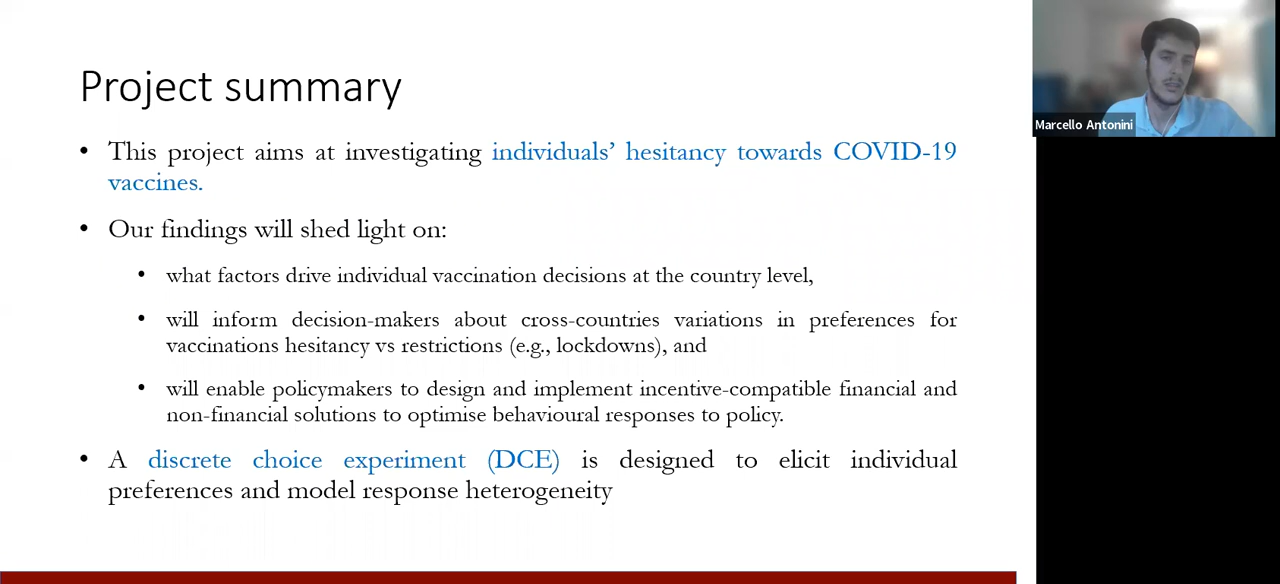 Project summary
• This project aims at investigating individuals’ hesitancy towards COVID-19
vaccines.
• Our findings will shed light on:
• what factors drive individual vaccination decisions at the country level,
• will inform decision-makers about cross-countries variations in preferences for
vaccinations hesitancy vs restrictions (e.g., lockdowns), and
• will enable policymakers to design and implement incentive-compatible financial and
non-financial solutions to optimise behavioural responses to policy.
• A discrete choice experiment (DCE) is designed to elicit individual
preferences and model response heterogeneity
Marcello Antonini